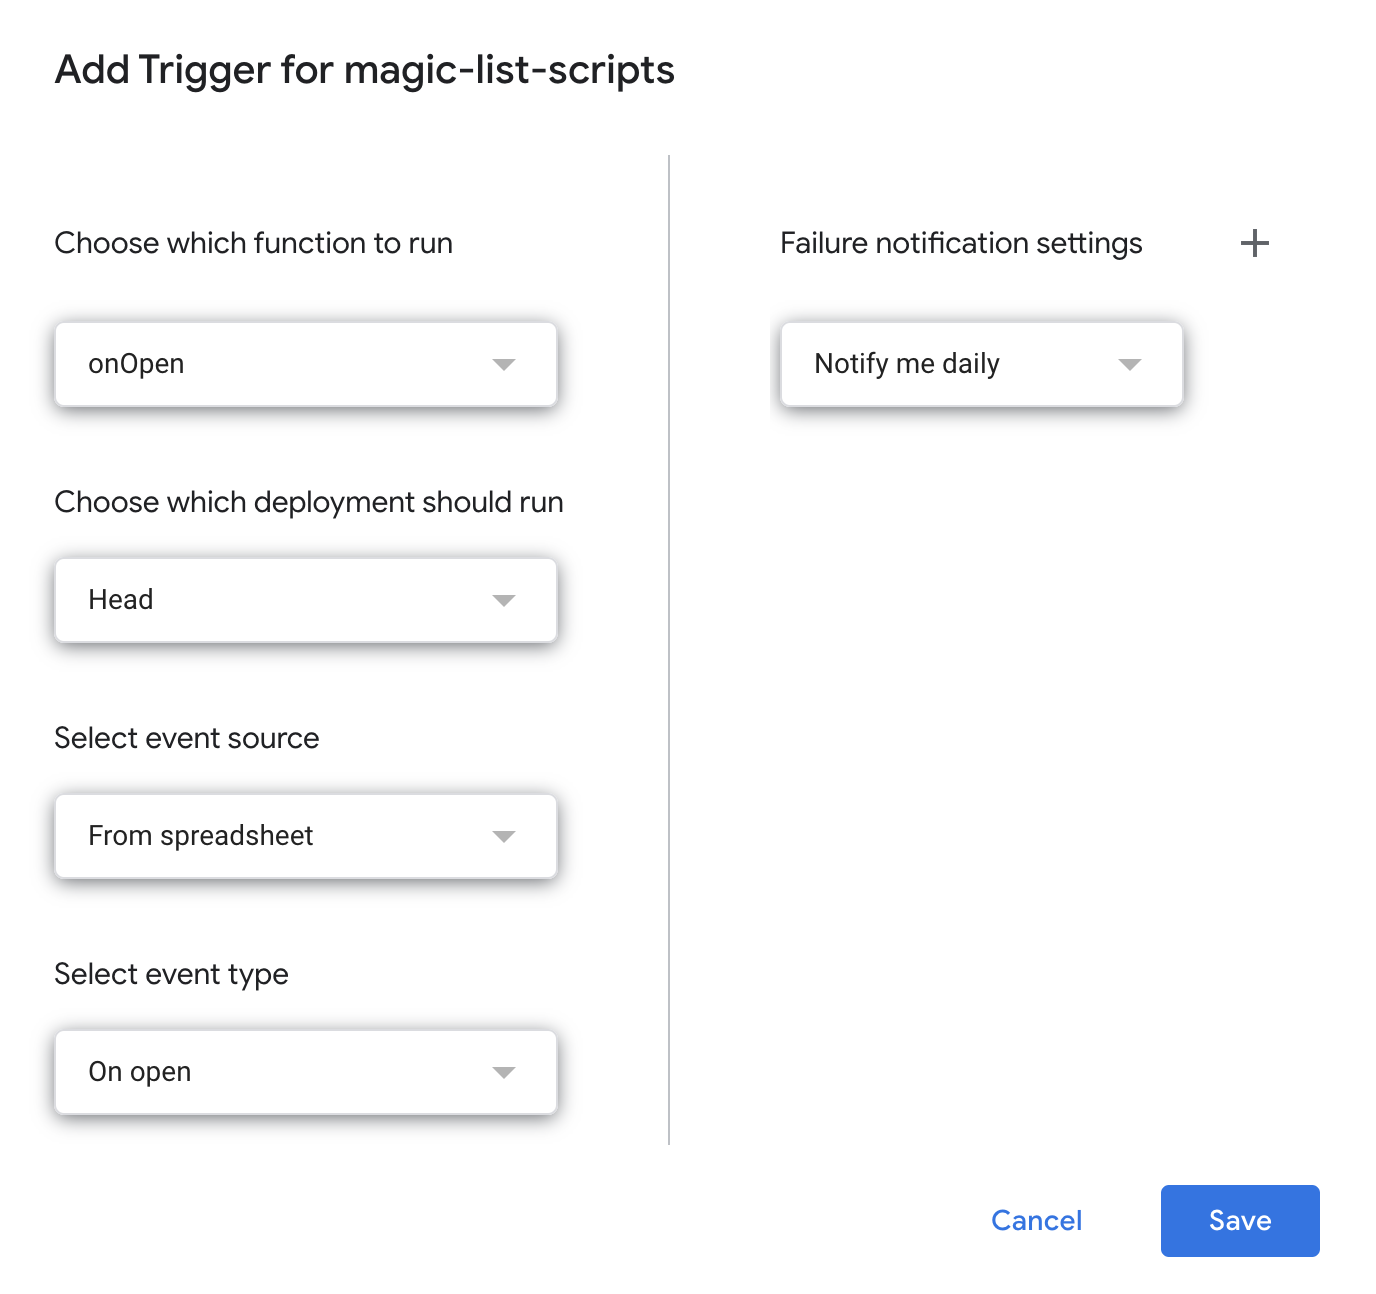 Add Trigger for magic-list-scripts
Choose which function to run
onOpen
Choose which deployment should run
Head
Select event source
From spreadsheet
Select event type
On open
Failure notification settings
Notify me daily
Cancel
Save